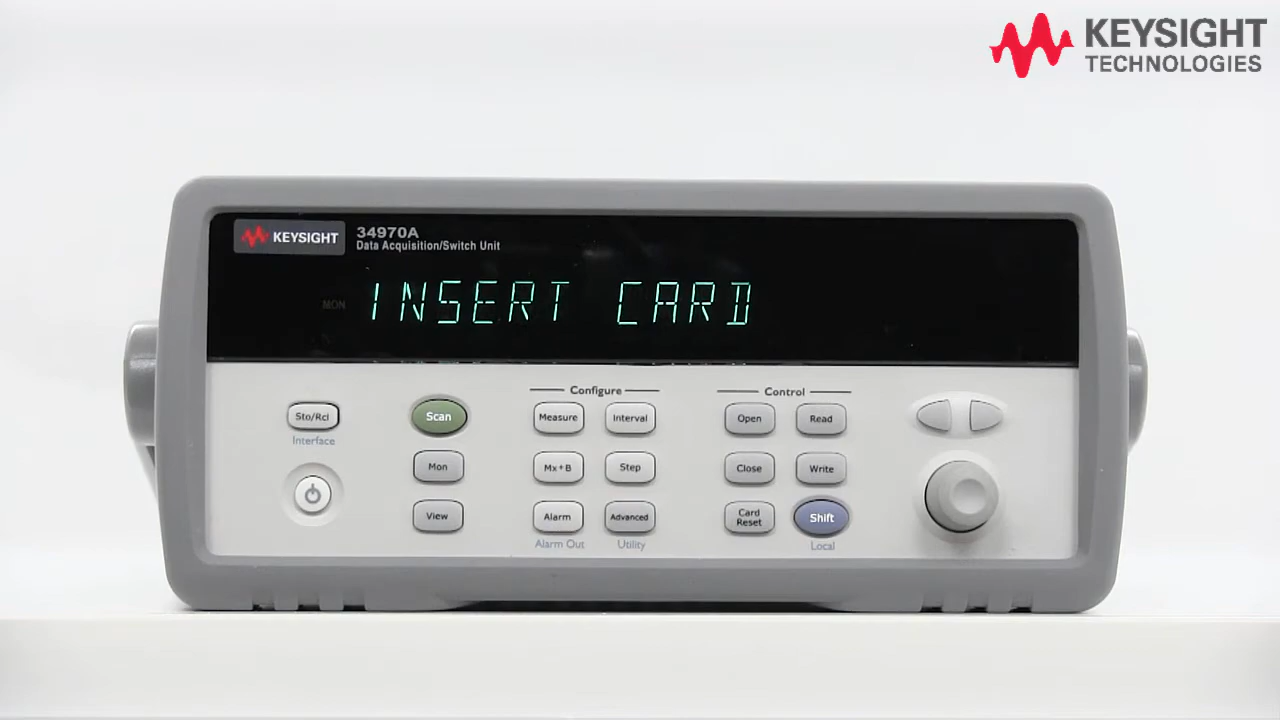 KEYSIGHT
TECHNOLOGIES
KEYSIGHT
34970A
Data Acquisition/Switch Unit
MON
INSERT CARD
Configure
Control
Sto/Rcl
Scan
Measure
Interval
Open
Read
Interface
Mon
Mx+B
Step
Close
Write
View
Alarm
Advanced
Card
Reset
Shift
Alarm Out
Utility
Local